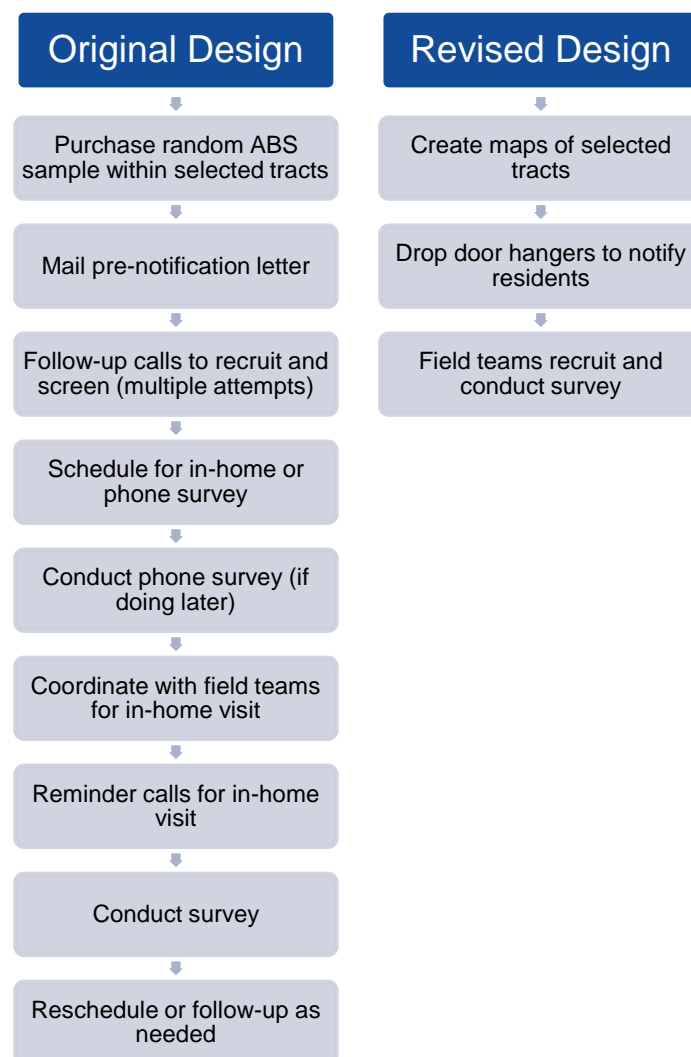 Original Design
Purchase random ABS
sample within selected tracts
Mail pre-notification letter
Follow-up calls to recruit and
screen (multiple attempts)
Schedule for in-home or
phone survey
Conduct phone survey (if
doing later)
Coordinate with field teams
for in-home visit
Reminder calls for in-home
visit
Conduct survey
Reschedule or follow-up as
needed
Revised Design
Create maps of selected
tracts
Drop door hangers to notify
residents
Field teams recruit and
conduct survey